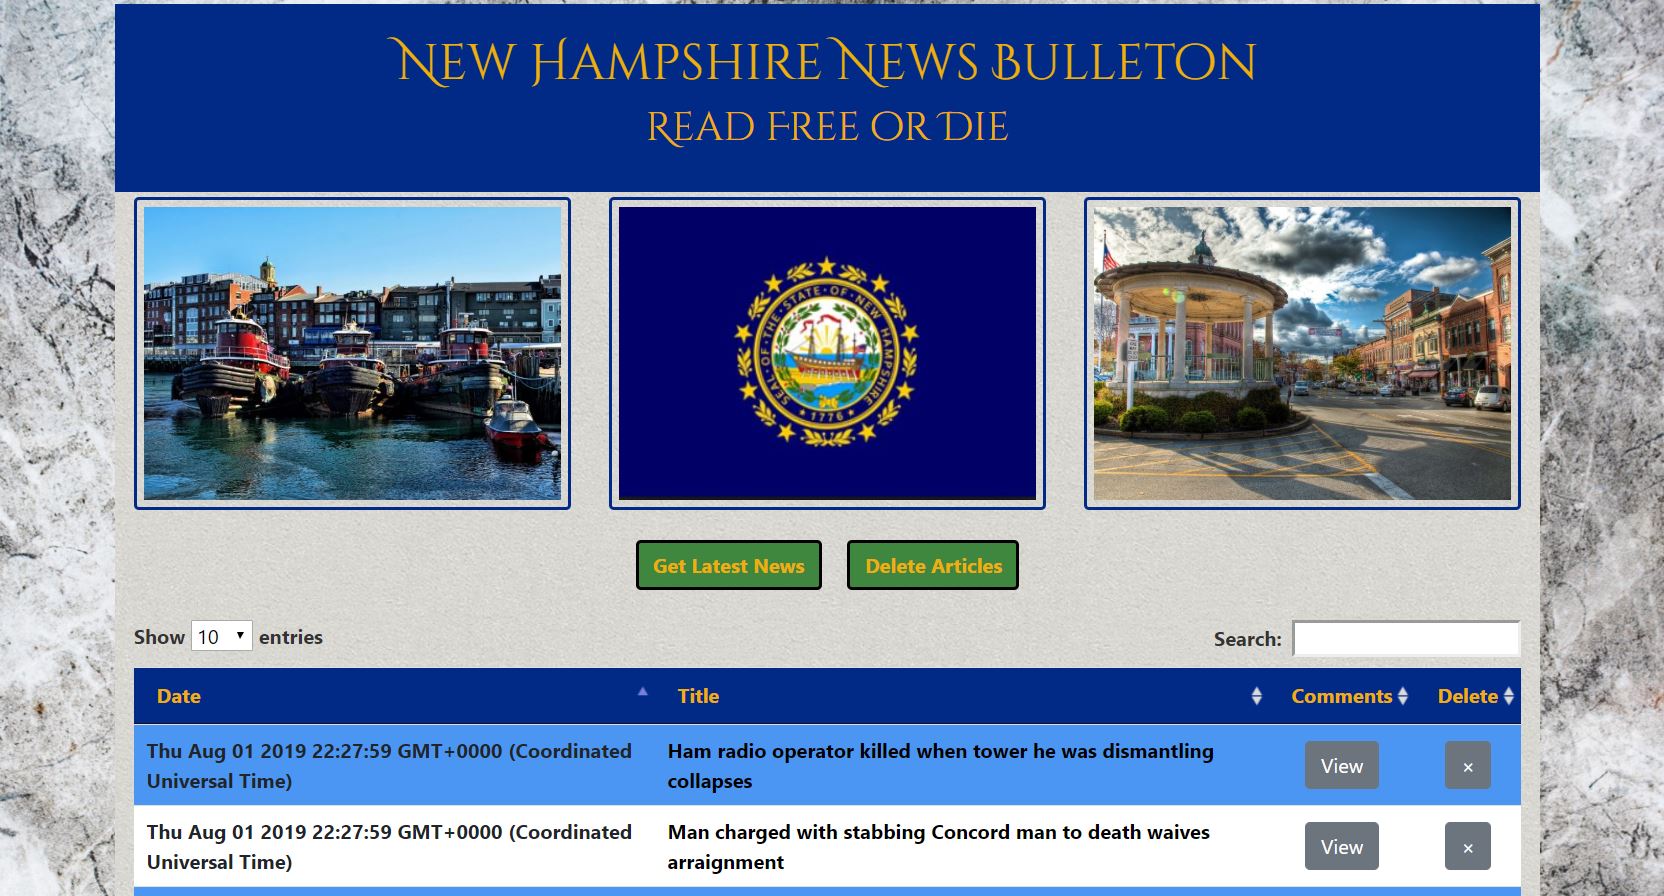 New Hampshire News Bulleton
Read Free or Die
SEAL · OF · THE · STATE · OF · NEW HAMPSHIRE
★ 1776 ★
Get Latest News
Delete Articles
Show 10 entries
Search:
Date Title Comments Delete
Thu Aug 01 2019 22:27:59 GMT+0000 (Coordinated
Universal Time)
Ham radio operator killed when tower he was dismantling
collapses
View ×
Thu Aug 01 2019 22:27:59 GMT+0000 (Coordinated
Universal Time)
Man charged with stabbing Concord man to death waives
arraignment
View ×